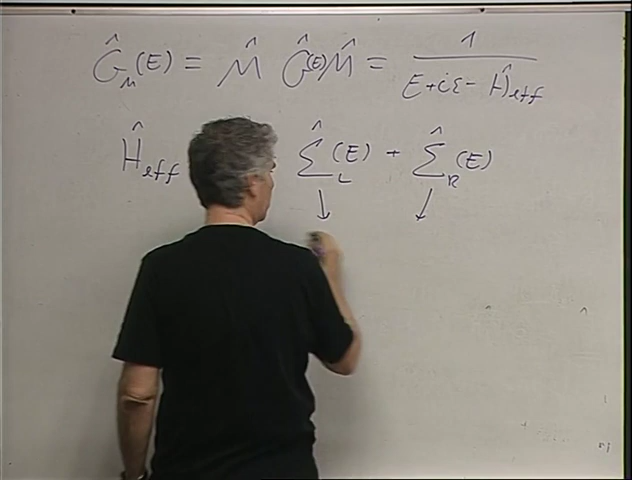 Ĝ_M(E) = M̂ Ĝ(E) M̂ = 1 / (E + iε − Ĥ_eff)
Ĥ_eff Σ̂_L(E) + Σ̂_R(E)
↓ ↓